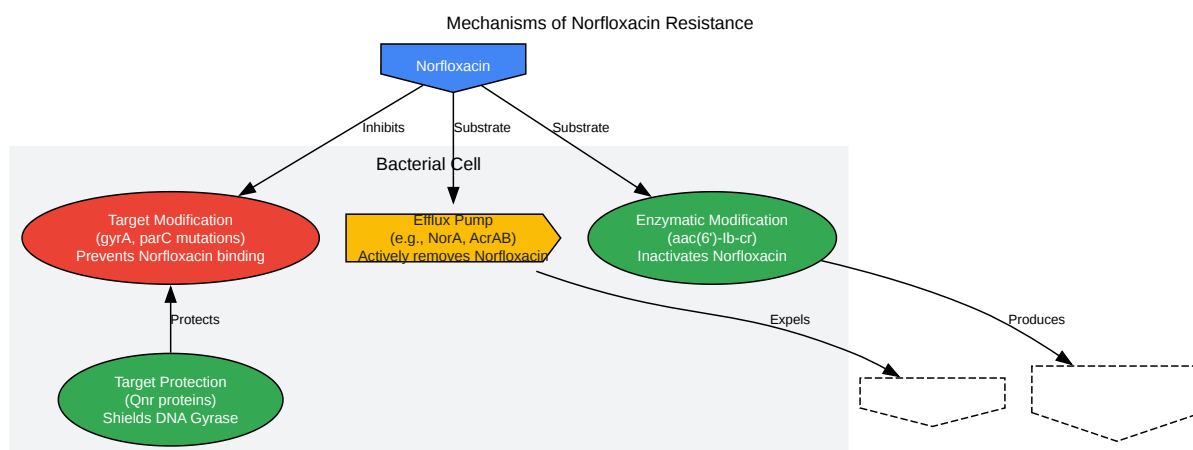 Mechanisms of Norfloxacin Resistance
Norfloxacin
Inhibits
Substrate
Substrate
Bacterial Cell
Target Modification
(gyrA, parC mutations)
Prevents Norfloxacin binding
Efflux Pump
(e.g., NorA, AcrAB)
Actively removes Norfloxacin
Enzymatic Modification
(aac(6')-Ib-cr)
Inactivates Norfloxacin
Protects
Expels
Produces
Target Protection
(Qnr proteins)
Shields DNA Gyrase